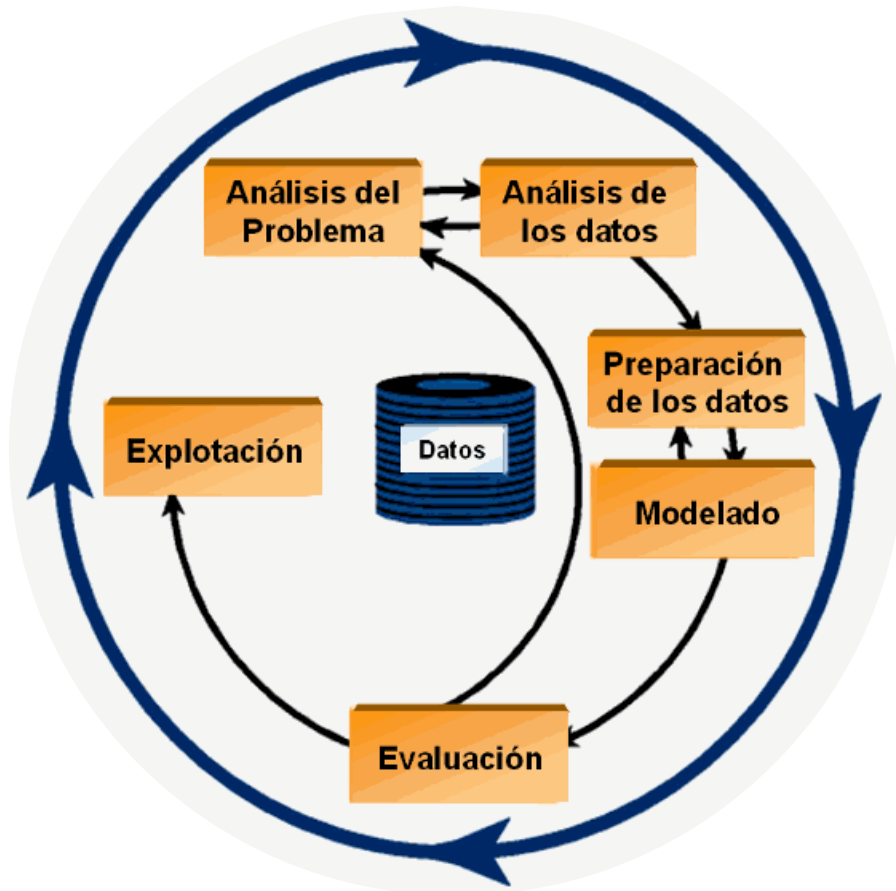 Análisis del
Problema
Análisis de
los datos
Preparación
de los datos
Explotación
Datos
Modelado
Evaluación